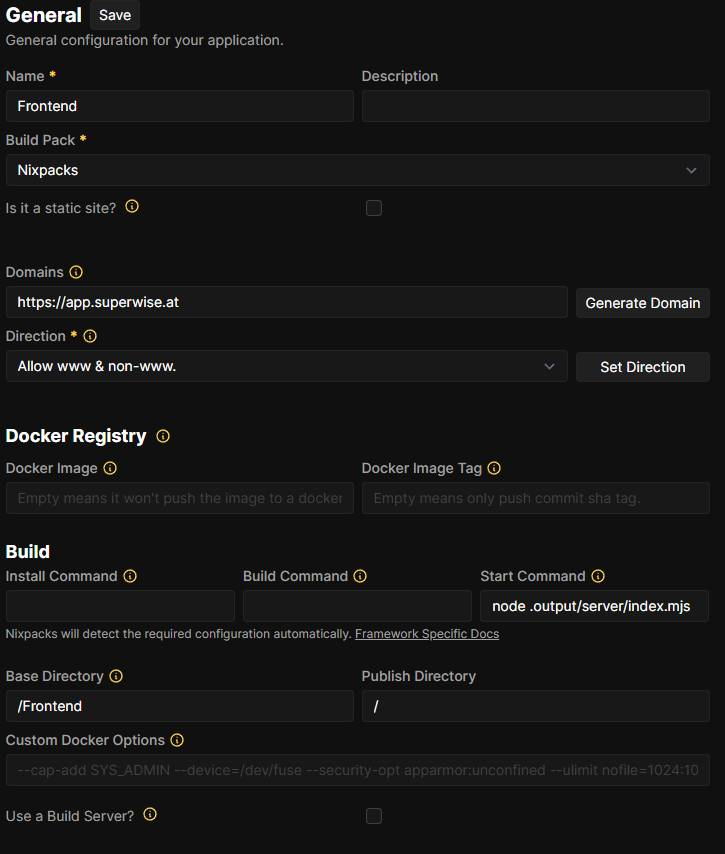 General Save
General configuration for your application.
Name * Description
Frontend
Build Pack *
Nixpacks
Is it a static site?
Domains
https://app.superwise.at Generate Domain
Direction *
Allow www & non-www. Set Direction
Docker Registry
Docker Image Docker Image Tag
Empty means it won't push the image to a docker Empty means only push commit sha tag.
Build
Install Command Build Command Start Command
node .output/server/index.mjs
Nixpacks will detect the required configuration automatically. Framework Specific Docs
Base Directory Publish Directory
/Frontend /
Custom Docker Options
--cap-add SYS_ADMIN --device=/dev/fuse --security-opt apparmor:unconfined --ulimit nofile=1024:10
Use a Build Server?